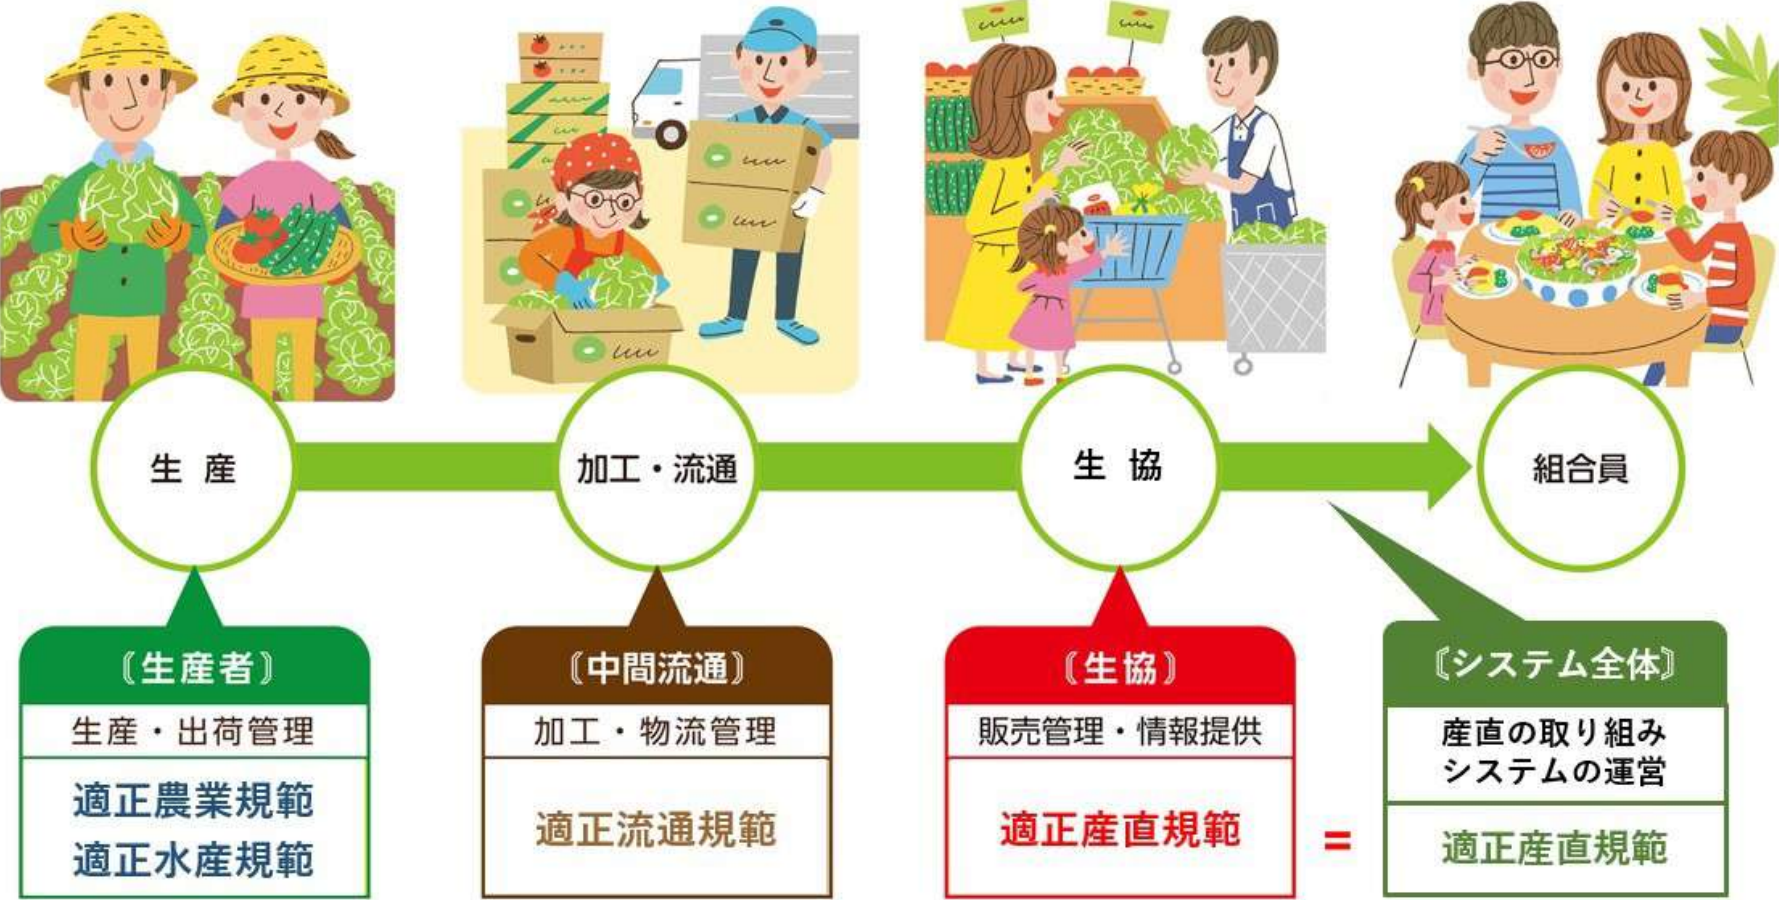 生産
加工・流通
生協
組合員
〘生産者〙
生産・出荷管理
適正農業規範
適正水産規範
〘中間流通〙
加工・物流管理
適正流通規範
〘生協〙
販売管理・情報提供
適正産直規範
=
〘システム全体〙
産直の取り組み
システムの運営
適正産直規範